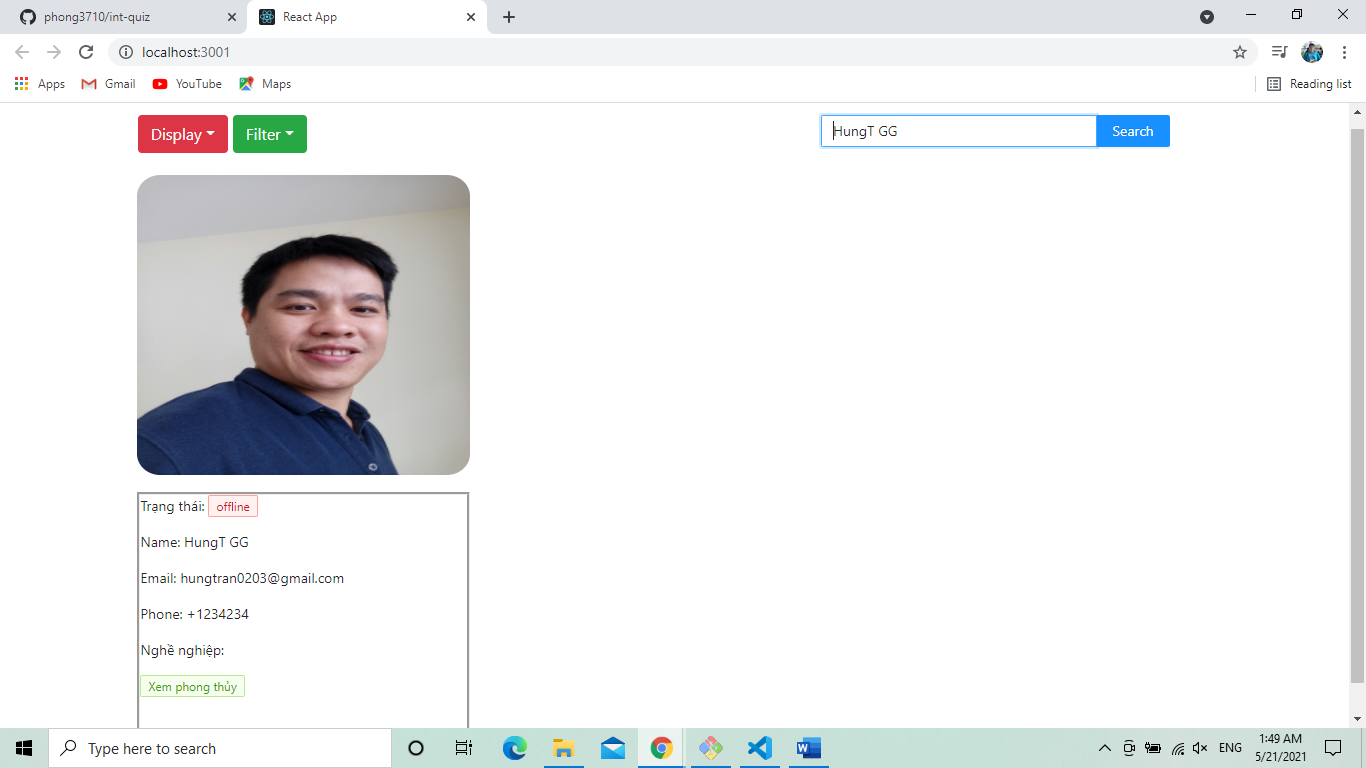 phong3710/int-quiz
React App
localhost:3001
Apps
Gmail
YouTube
Maps
Reading list
Display
Filter
HungT GG
Search
Trạng thái: offline
Name: HungT GG
Email: hungtran0203@gmail.com
Phone: +1234234
Nghề nghiệp:
Xem phong thủy
Type here to search
ENG
1:49 AM
5/21/2021